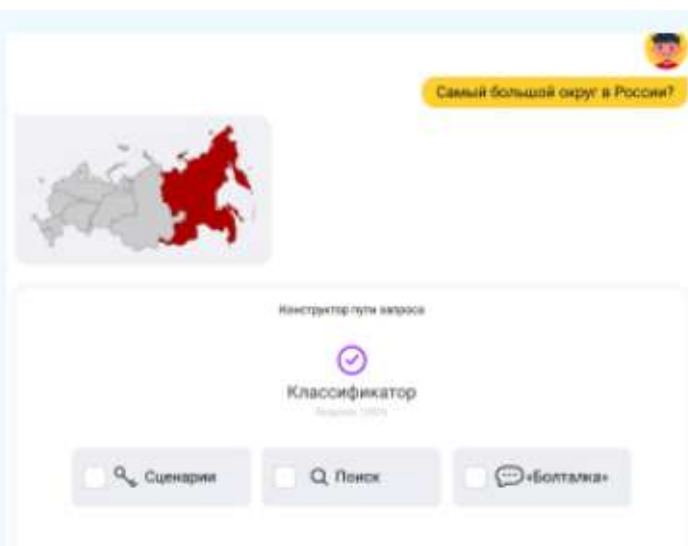 Самый большой округ в России?
Конструктор пути запроса
Классификатор
Сценарии
Поиск
«Болталка»